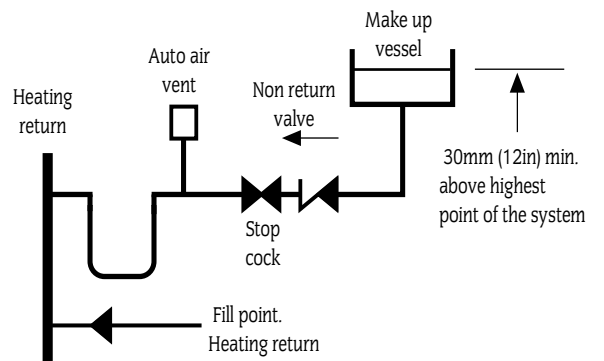 Make up
vessel
Auto air
vent
Non return
valve
Heating
return
30mm (12in) min.
above highest
point of the system
Stop
cock
Fill point.
Heating return